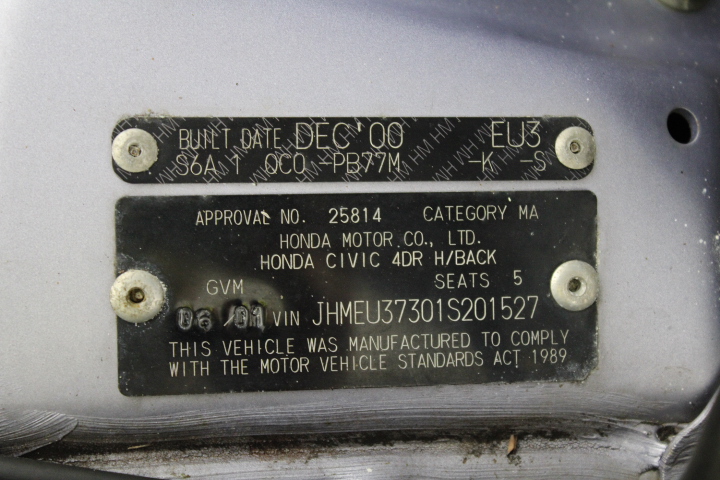 BUILT DATE DEC'00 EU3
S6A 1 QC0 -PB77M -K -S
APPROVAL NO. 25814 CATEGORY MA
HONDA MOTOR CO., LTD.
HONDA CIVIC 4DR H/BACK
GVM SEATS 5
03/01 VIN JHMEU37301S201527
THIS VEHICLE WAS MANUFACTURED TO COMPLY
WITH THE MOTOR VEHICLE STANDARDS ACT 1989